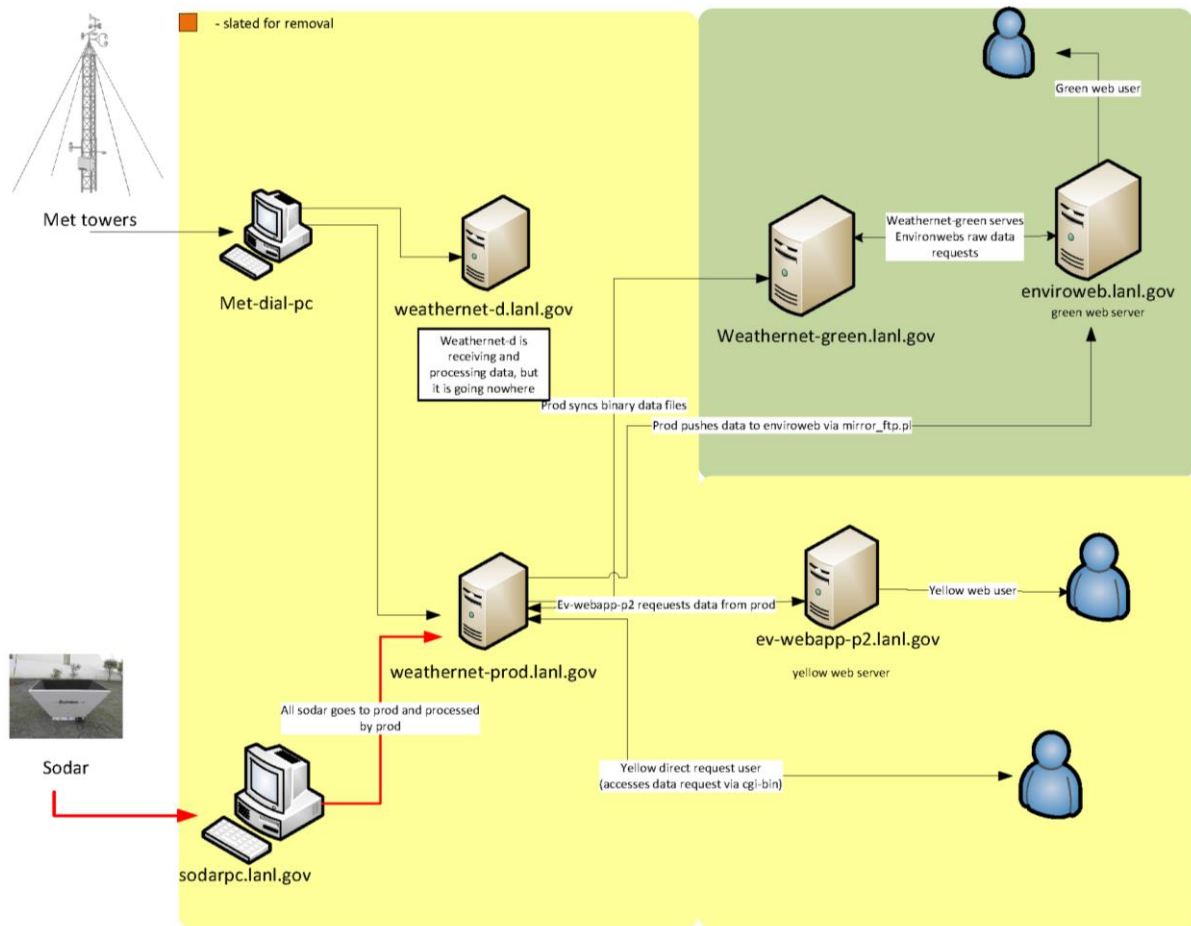 - slated for removal
Green web user
Met towers
Met-dial-pc
weathernet-d.lanl.gov
Weathernet-d is
receiving and
processing data, but
it is going nowhere
Weathernet-green serves
Environwebs raw data
requests
Weathernet-green.lanl.gov
enviroweb.lanl.gov
green web server
Prod syncs binary data files
Prod pushes data to enviroweb via mirror_ftp.pl
Ev-webapp-p2 reqeuests data from prod
Yellow web user
weathernet-prod.lanl.gov
ev-webapp-p2.lanl.gov
yellow web server
All sodar goes to prod and processed
by prod
Sodar
Yellow direct request user
(accesses data request via cgi-bin)
sodarpc.lanl.gov